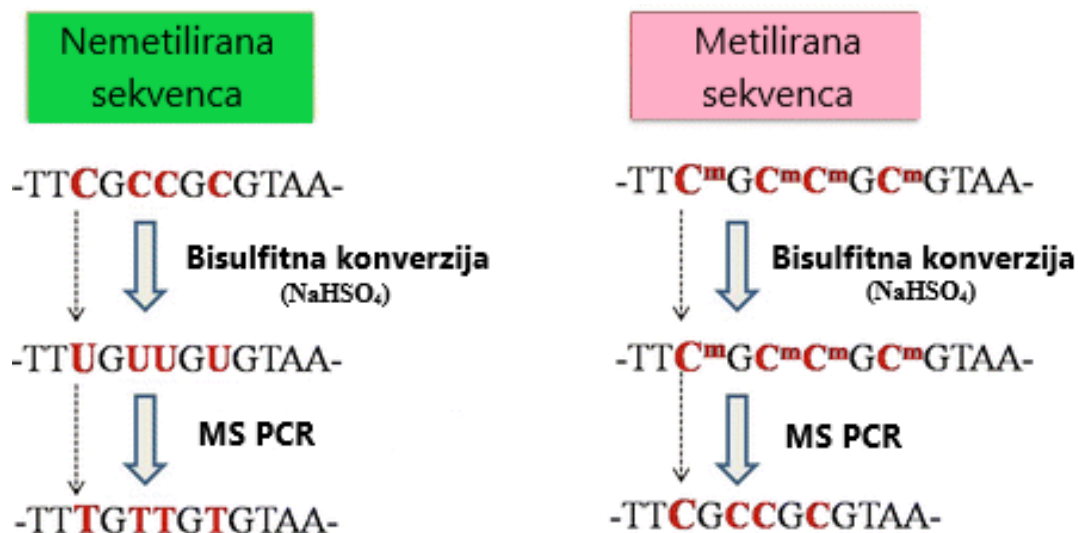 Nemetilirana
sekvenca
-TTCGCCGCGTAA-
Bisulfitna konverzija
(NaHSO₄)
-TTUGUUGUGTAA-
MS PCR
-TTTGTTGTGTAA-
Metilirana
sekvenca
-TTCᵐGCᵐCᵐGCᵐGTAA-
Bisulfitna konverzija
(NaHSO₄)
-TTCᵐGCᵐCᵐGCᵐGTAA-
MS PCR
-TTCGCCGCGTAA-